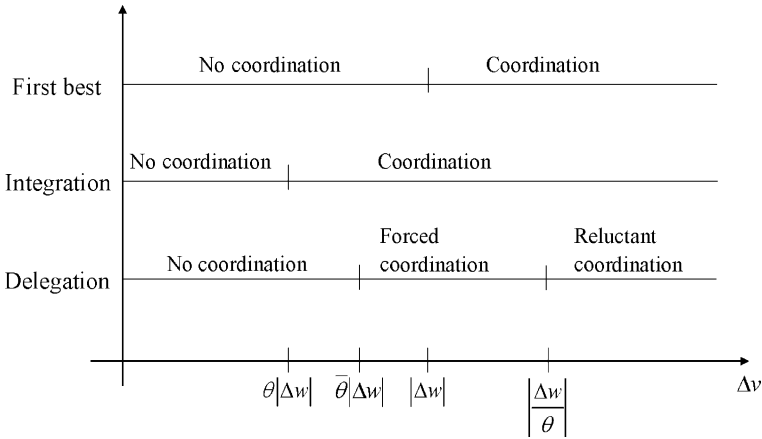 No coordination Coordination
First best
No coordination Coordination
Integration
Forced Reluctant
No coordination coordination coordination
Delegation
θ|Δw| θ̅|Δw| |Δw| |Δw/θ| Δv